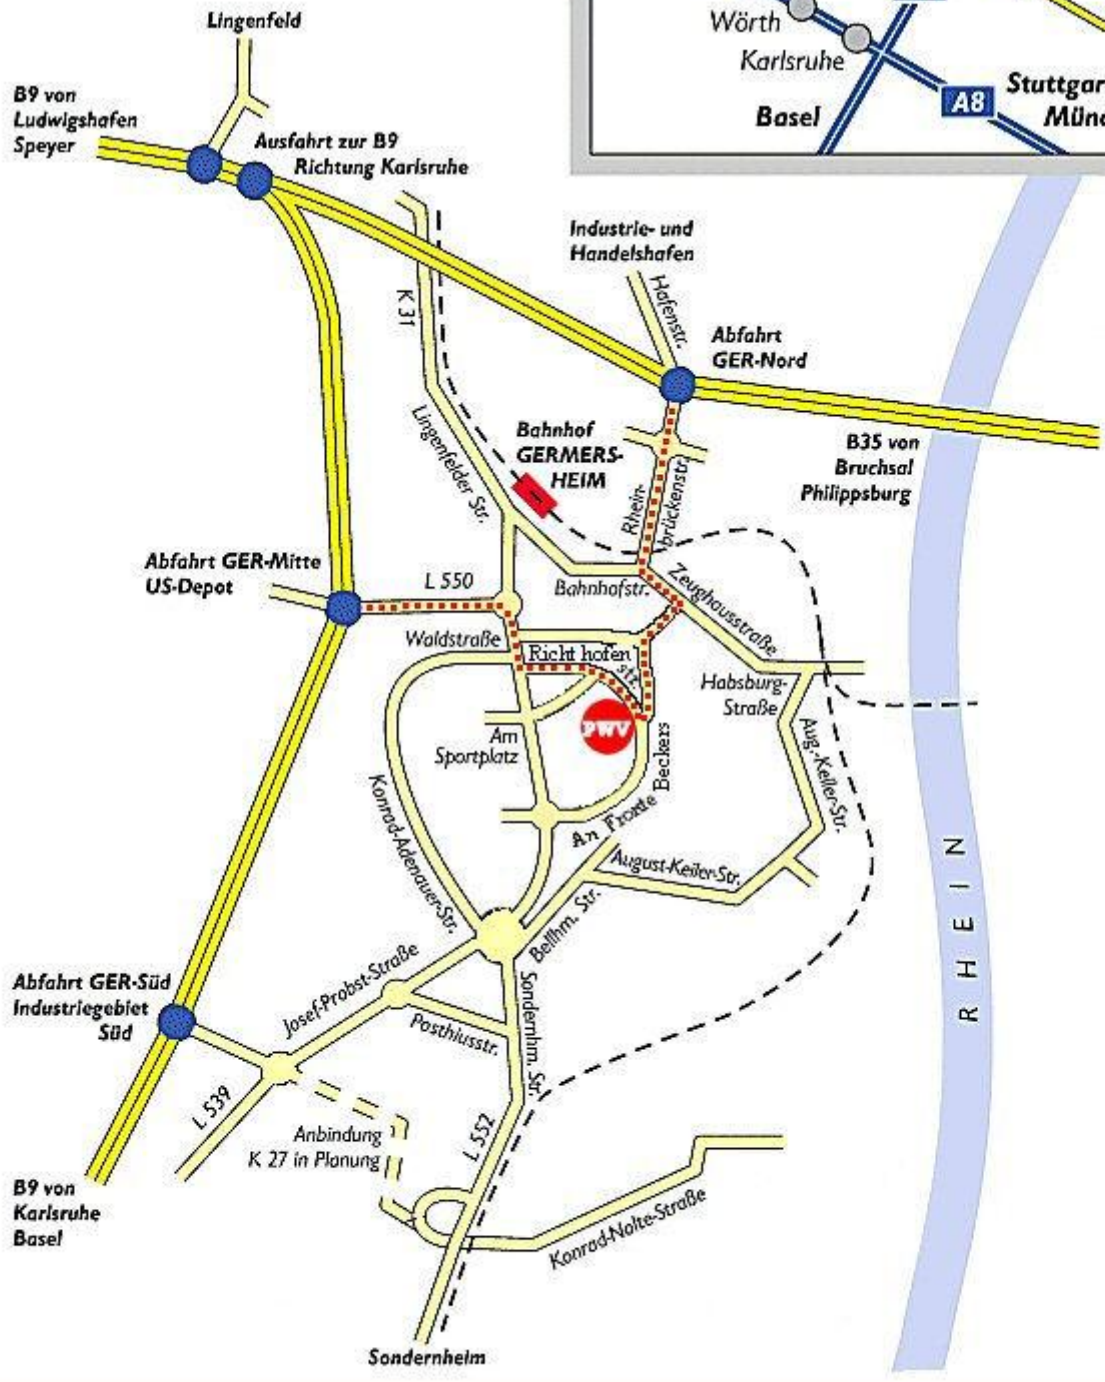 Lingenfeld
Wörth
Karlsruhe
Basel
A8
Stuttgar
Münc
B9 von
Ludwigshafen
Speyer
Ausfahrt zur B9
Richtung Karlsruhe
Industrie- und
Handelshafen
Hafenstr.
K 31
Abfahrt
GER-Nord
Lingenfelder Str.
Bahnhof
GERMERS-
HEIM
B35 von
Bruchsal
Philippsburg
Rhein-
brückenstr.
Abfahrt GER-Mitte
US-Depot
L 550
Bahnhofstr.
Zeughausstraße
Waldstraße
Richt hofen
str.
Habsburg-
Straße
PWV
Am
Sportplatz
Beckers
An Fronte
Aug.-Keiler-Str.
Konrad-Adenauer-Str.
August-Keiler-Str.
Bellhm. Str.
RHEIN
Abfahrt GER-Süd
Industriegebiet
Süd
Josef-Probst-Straße
Posthiusstr.
Sondernhm. Str.
L 539
Anbindung
K 27 in Planung
L 552
B9 von
Karlsruhe
Basel
Konrad-Nolte-Straße
Sondernheim